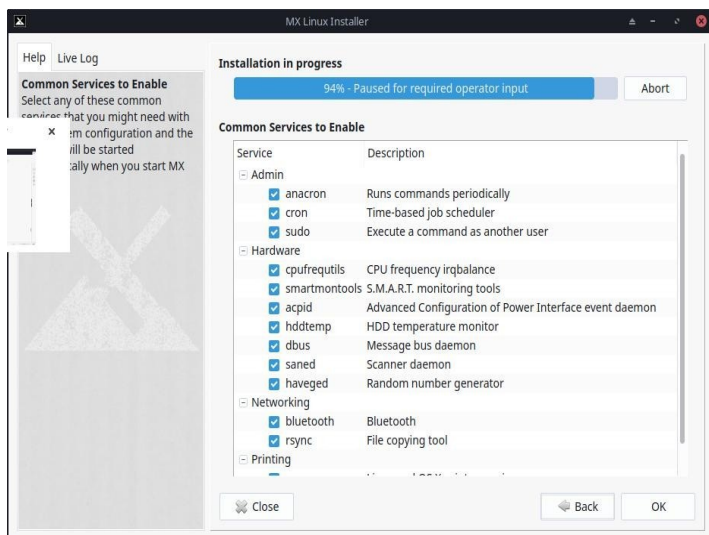 MX Linux Installer
Help Live Log
Common Services to Enable
Select any of these common
services that you might need with
em configuration and the
will be started
ally when you start MX
Installation in progress
94% - Paused for required operator input
Abort
Common Services to Enable
Service Description
Admin
anacron Runs commands periodically
cron Time-based job scheduler
sudo Execute a command as another user
Hardware
cpufrequtils CPU frequency irqbalance
smartmontools S.M.A.R.T. monitoring tools
acpid Advanced Configuration of Power Interface event daemon
hddtemp HDD temperature monitor
dbus Message bus daemon
saned Scanner daemon
haveged Random number generator
Networking
bluetooth Bluetooth
rsync File copying tool
Printing
Close
Back
OK